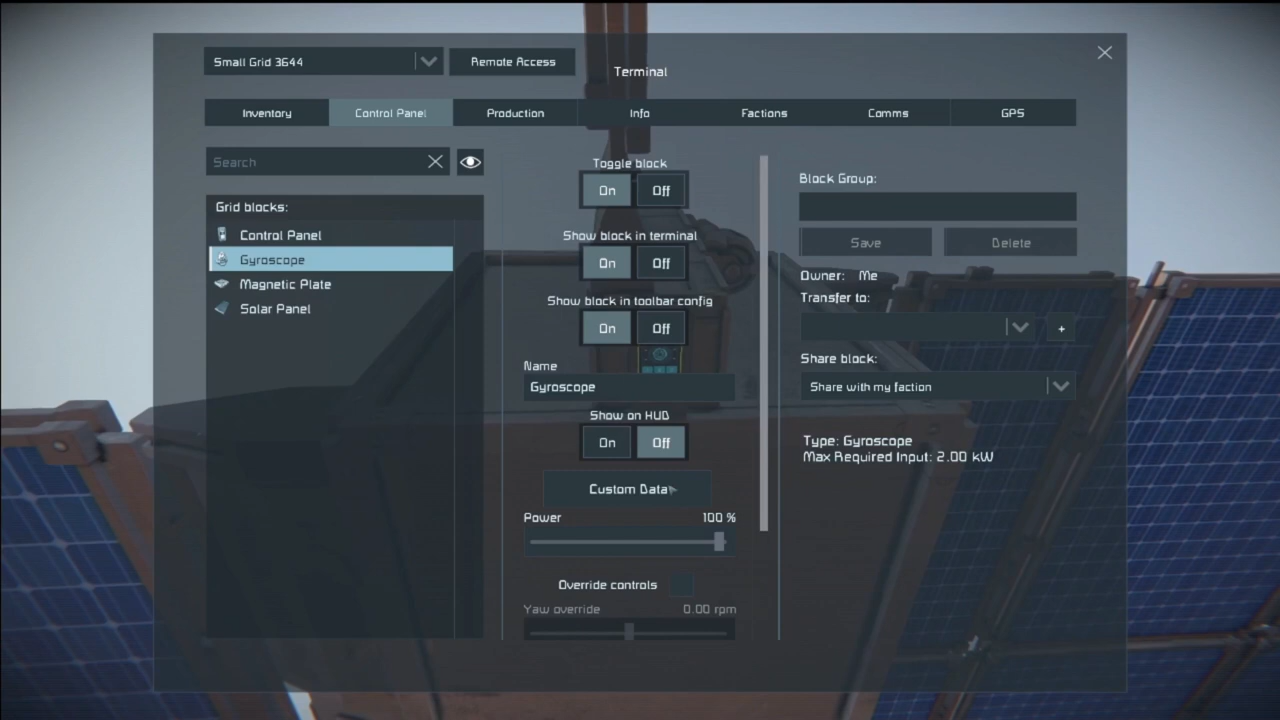 Small Grid 3644
Remote Access
Terminal
Inventory
Control Panel
Production
Info
Factions
Comms
GPS
Search
Grid blocks:
Control Panel
Gyroscope
Magnetic Plate
Solar Panel
Toggle block
On Off
Show block in terminal
On Off
Show block in toolbar config
On Off
Name
Gyroscope
Show on HUD
On Off
Custom Data
Power 100 %
Override controls
Yaw override 0.00 rpm
Block Group:
Save
Delete
Owner: Me
Transfer to:
+
Share block:
Share with my faction
Type: Gyroscope
Max Required Input: 2.00 kW